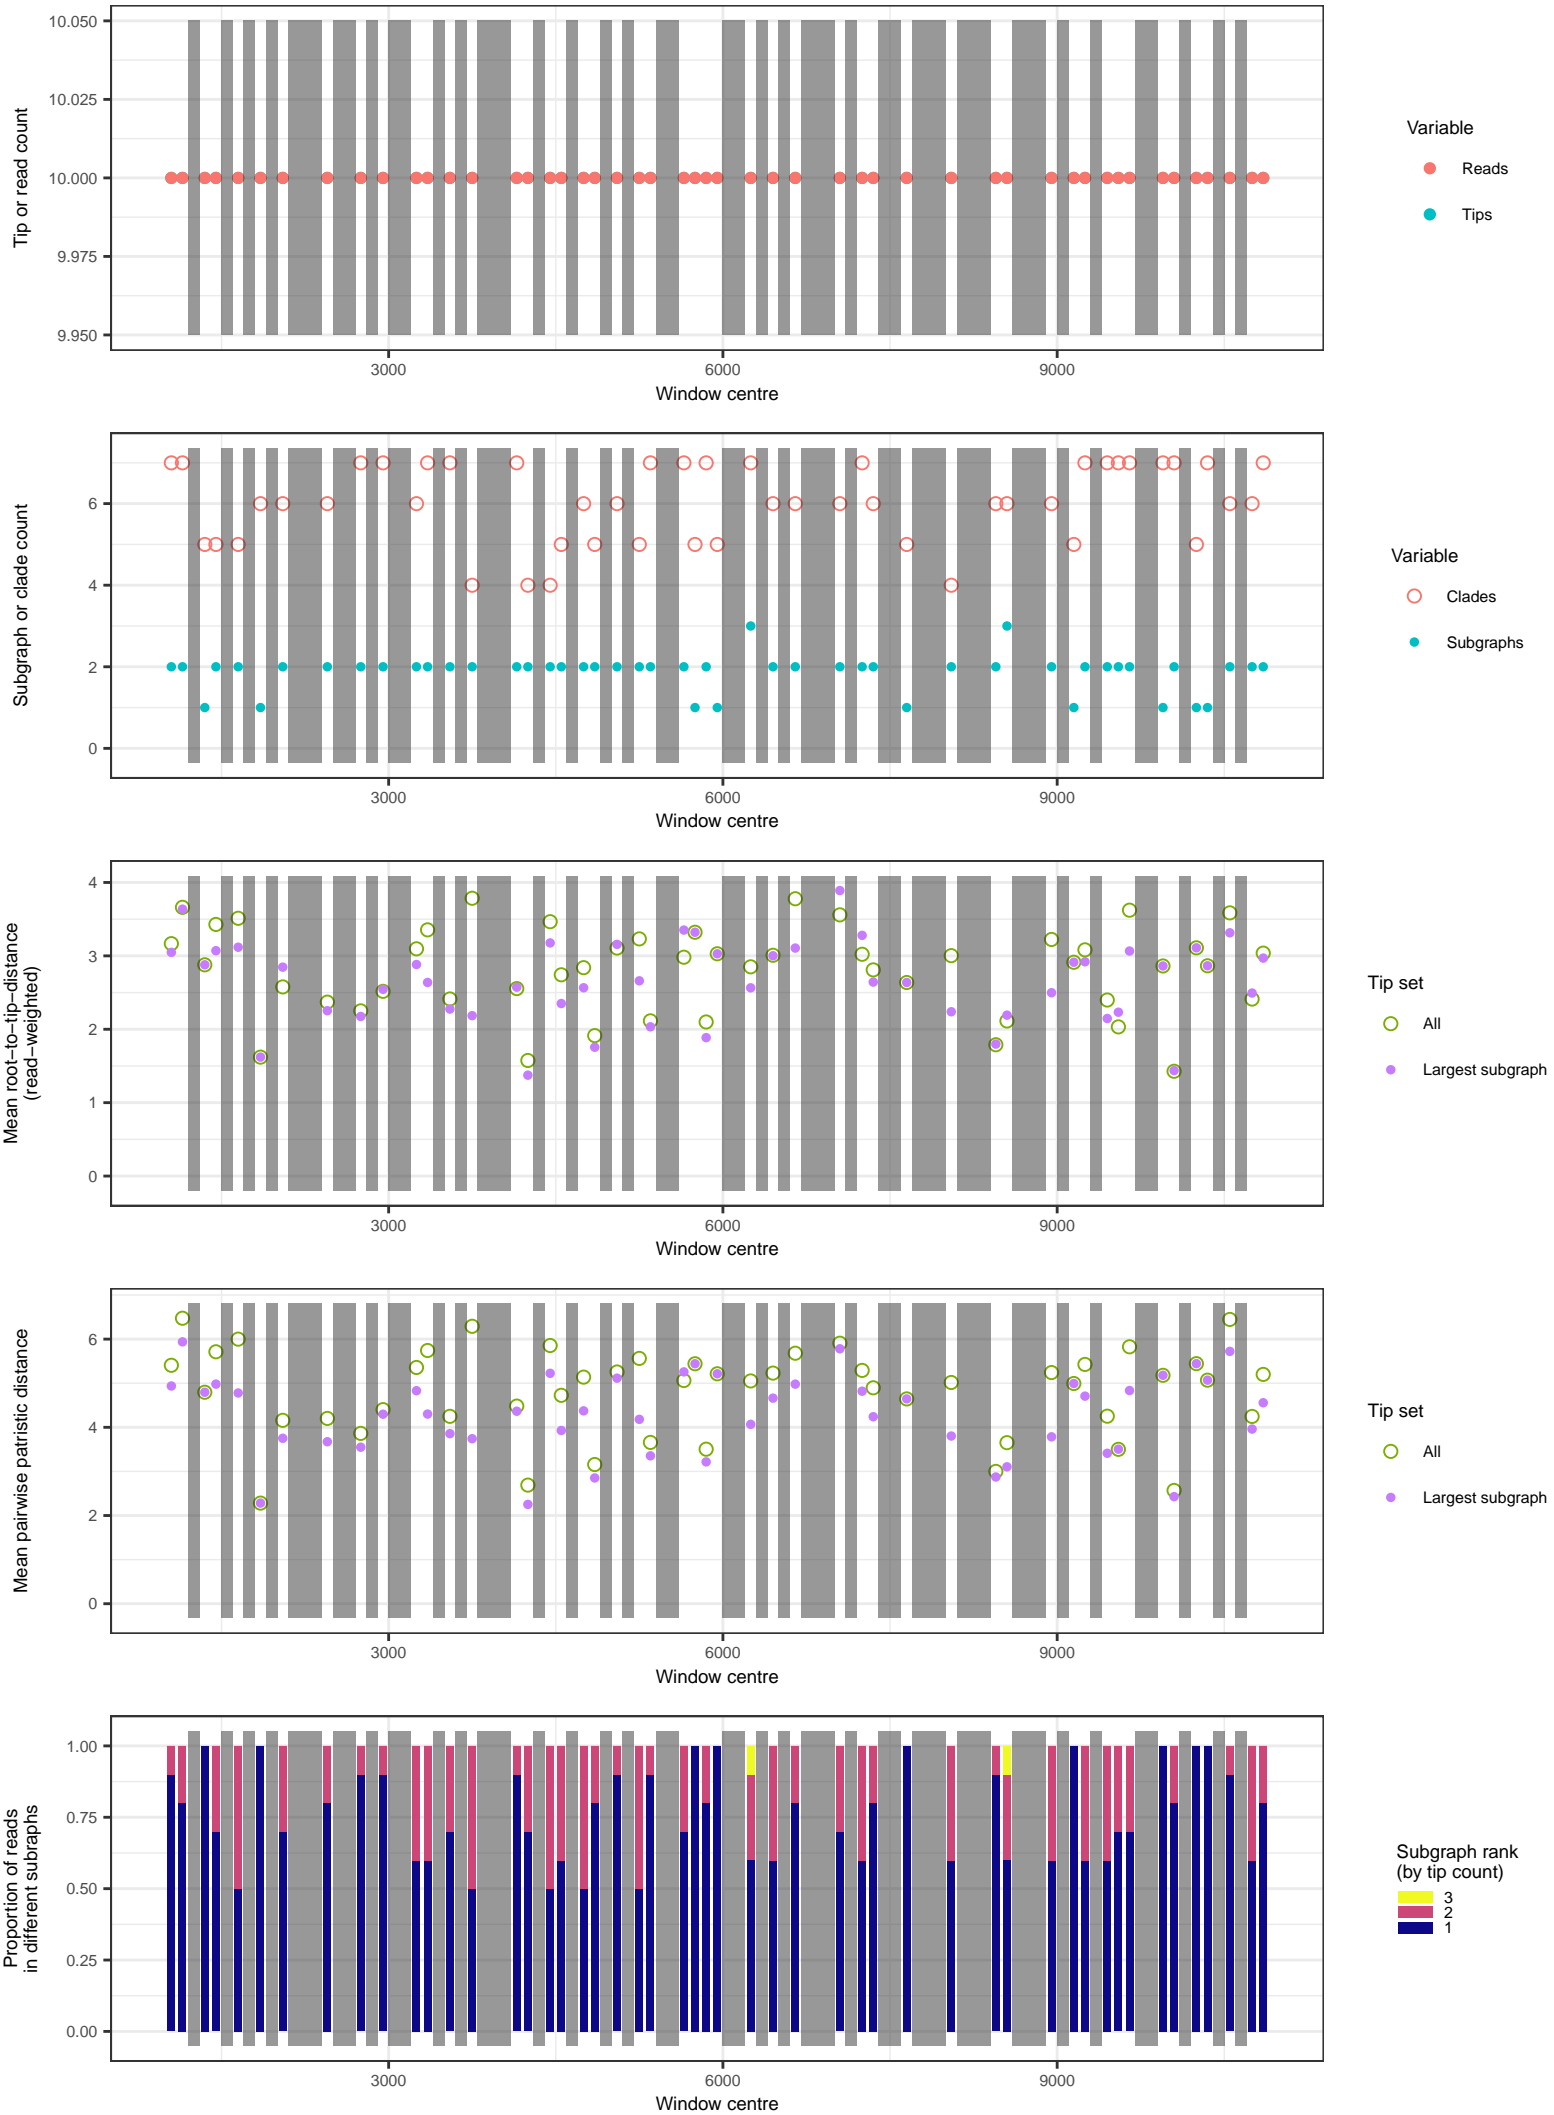 10.050
10.025
10.000
9.975
9.950
Tip or read count
3000
6000
9000
Window centre
Variable
Reads
Tips
6
4
2
0
Subgraph or clade count
3000
6000
9000
Window centre
Variable
Clades
Subgraphs
4
3
2
1
0
Mean root−to−tip−distance
(read−weighted)
3000
6000
9000
Window centre
Tip set
All
Largest subgraph
6
4
2
0
Mean pairwise patristic distance
3000
6000
9000
Window centre
Tip set
All
Largest subgraph
1.00
0.75
0.50
0.25
0.00
Proportion of reads
in different subraphs
3000
6000
9000
Window centre
Subgraph rank
(by tip count)
3
2
1